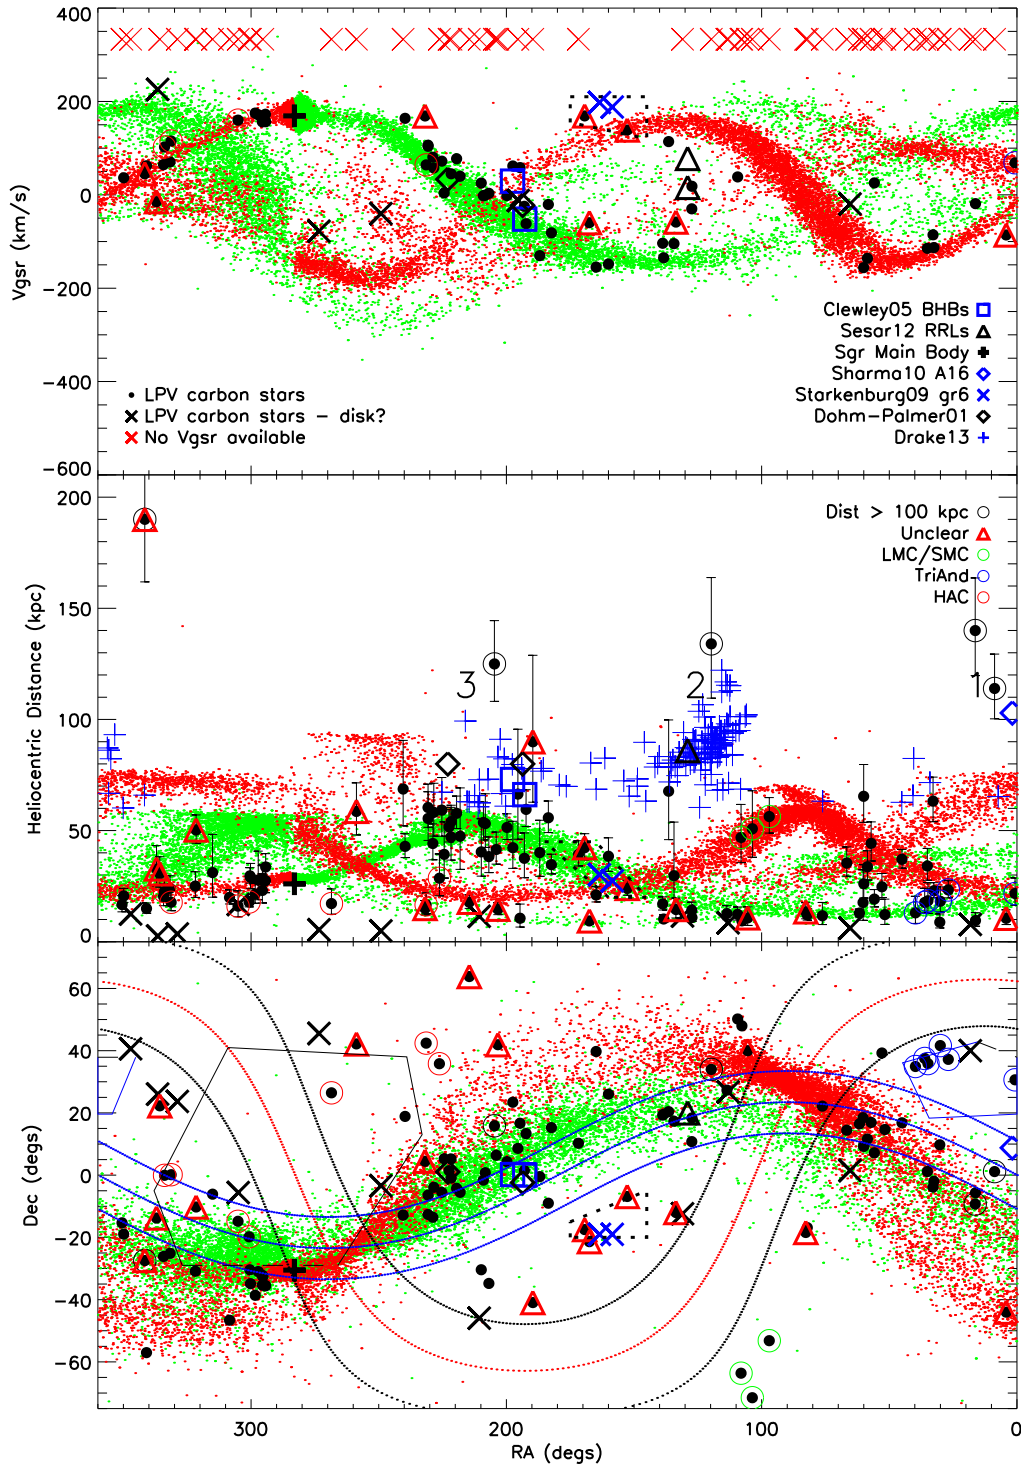 400
200
0
−200
−400
−600
Vgsr (km/s)
Clewley05 BHBs
Sesar12 RRLs
Sgr Main Body
Sharma10 A16
Starkenburg09 gr6
Dohm−Palmer01
Drake13
LPV carbon stars
LPV carbon stars − disk?
No Vgsr available
200
150
100
50
0
Heliocentric Distance (kpc)
Dist > 100 kpc
Unclear
LMC/SMC
TriAnd
HAC
3
2
1
60
40
20
0
−20
−40
−60
Dec (degs)
300
200
100
0
RA (degs)